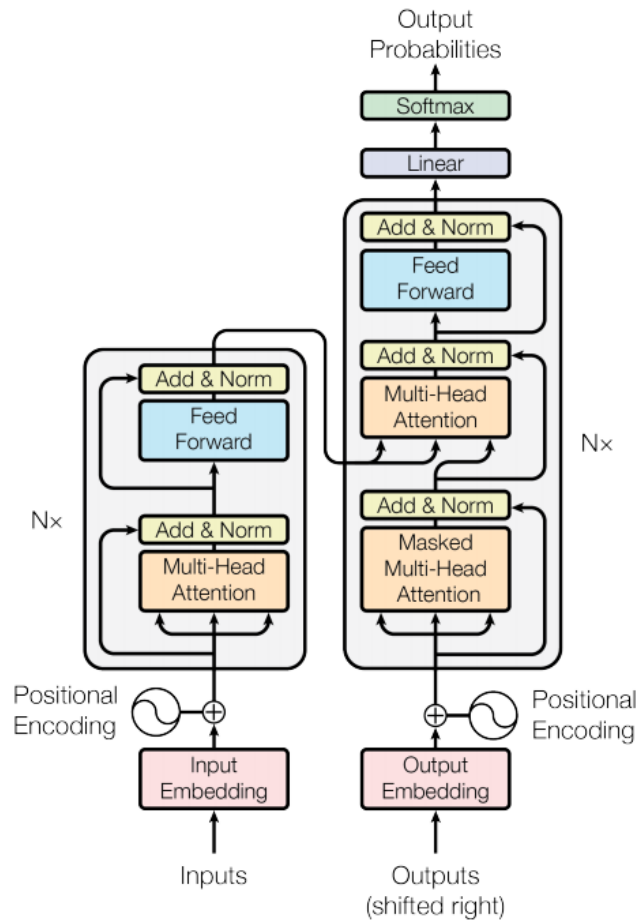 Output
Probabilities
Softmax
Linear
Add & Norm
Feed
Forward
Add & Norm
Multi-Head
Attention
Add & Norm
Masked
Multi-Head
Attention
Nx
Add & Norm
Feed
Forward
Add & Norm
Multi-Head
Attention
Nx
Positional
Encoding
Positional
Encoding
Input
Embedding
Output
Embedding
Inputs
Outputs
(shifted right)